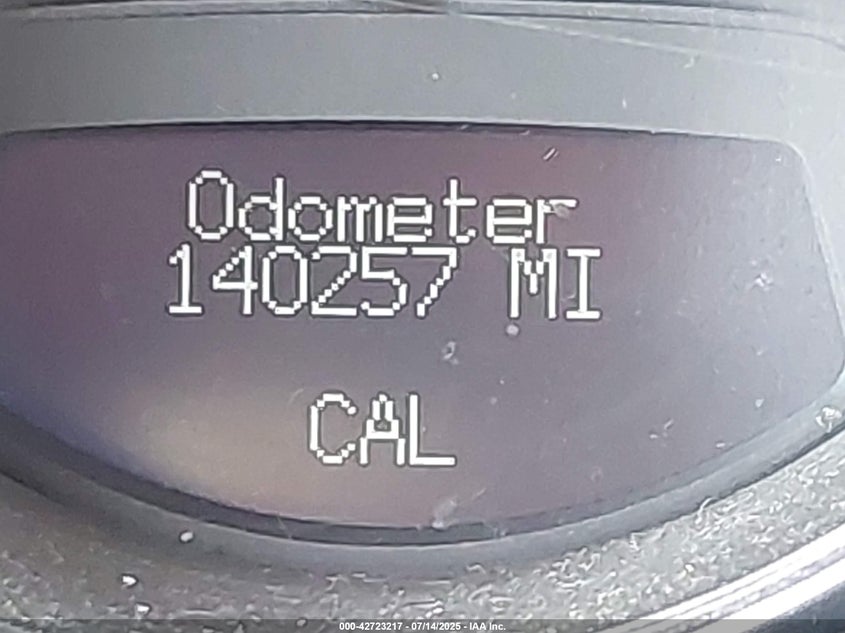 Odometer
140257 MI
CAL
000-42723217 - 07/14/2025 - IAA Inc.